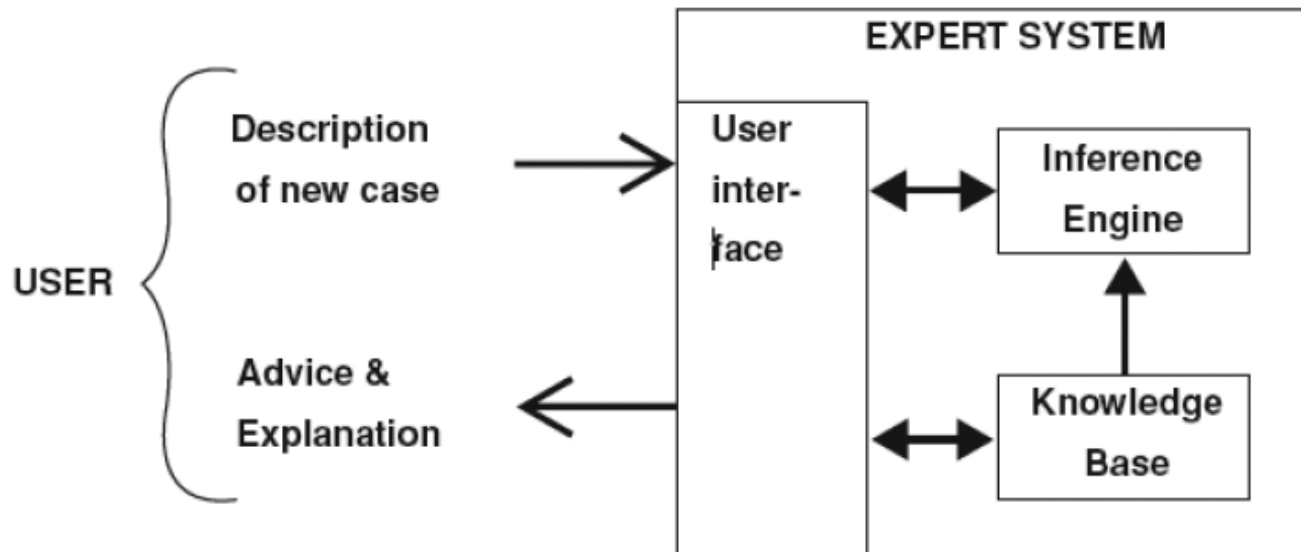 EXPERT SYSTEM
Description
of new case
User
inter-
face
Inference
Engine
USER
Advice &
Explanation
Knowledge
Base